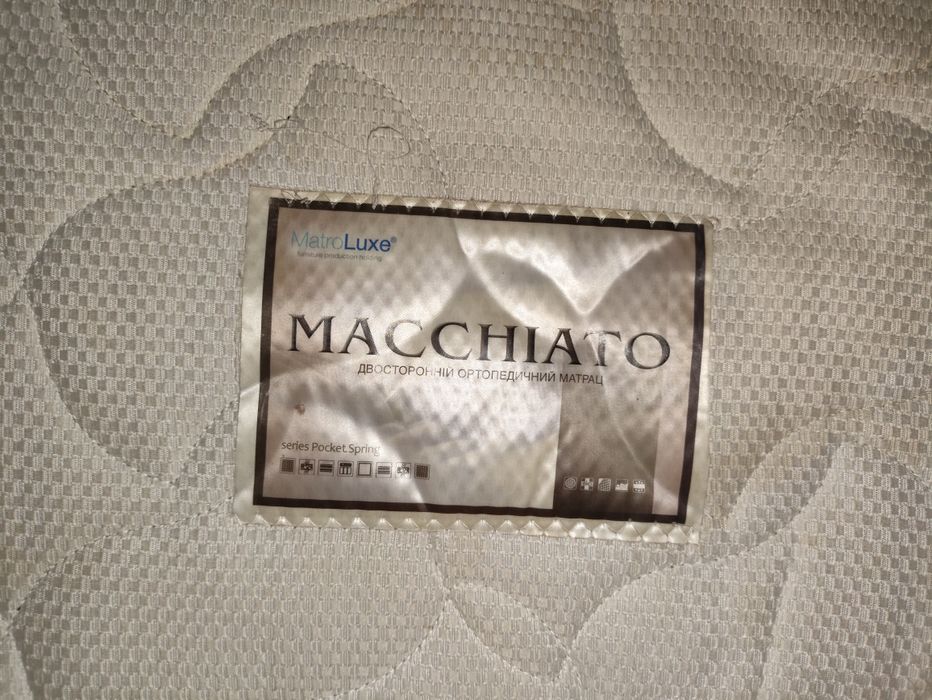 MatroLuxe®
furniture production holding
MACCHIATO
ДВОСТОРОННІЙ ОРТОПЕДИЧНИЙ МАТРАЦ
series Pocket Spring